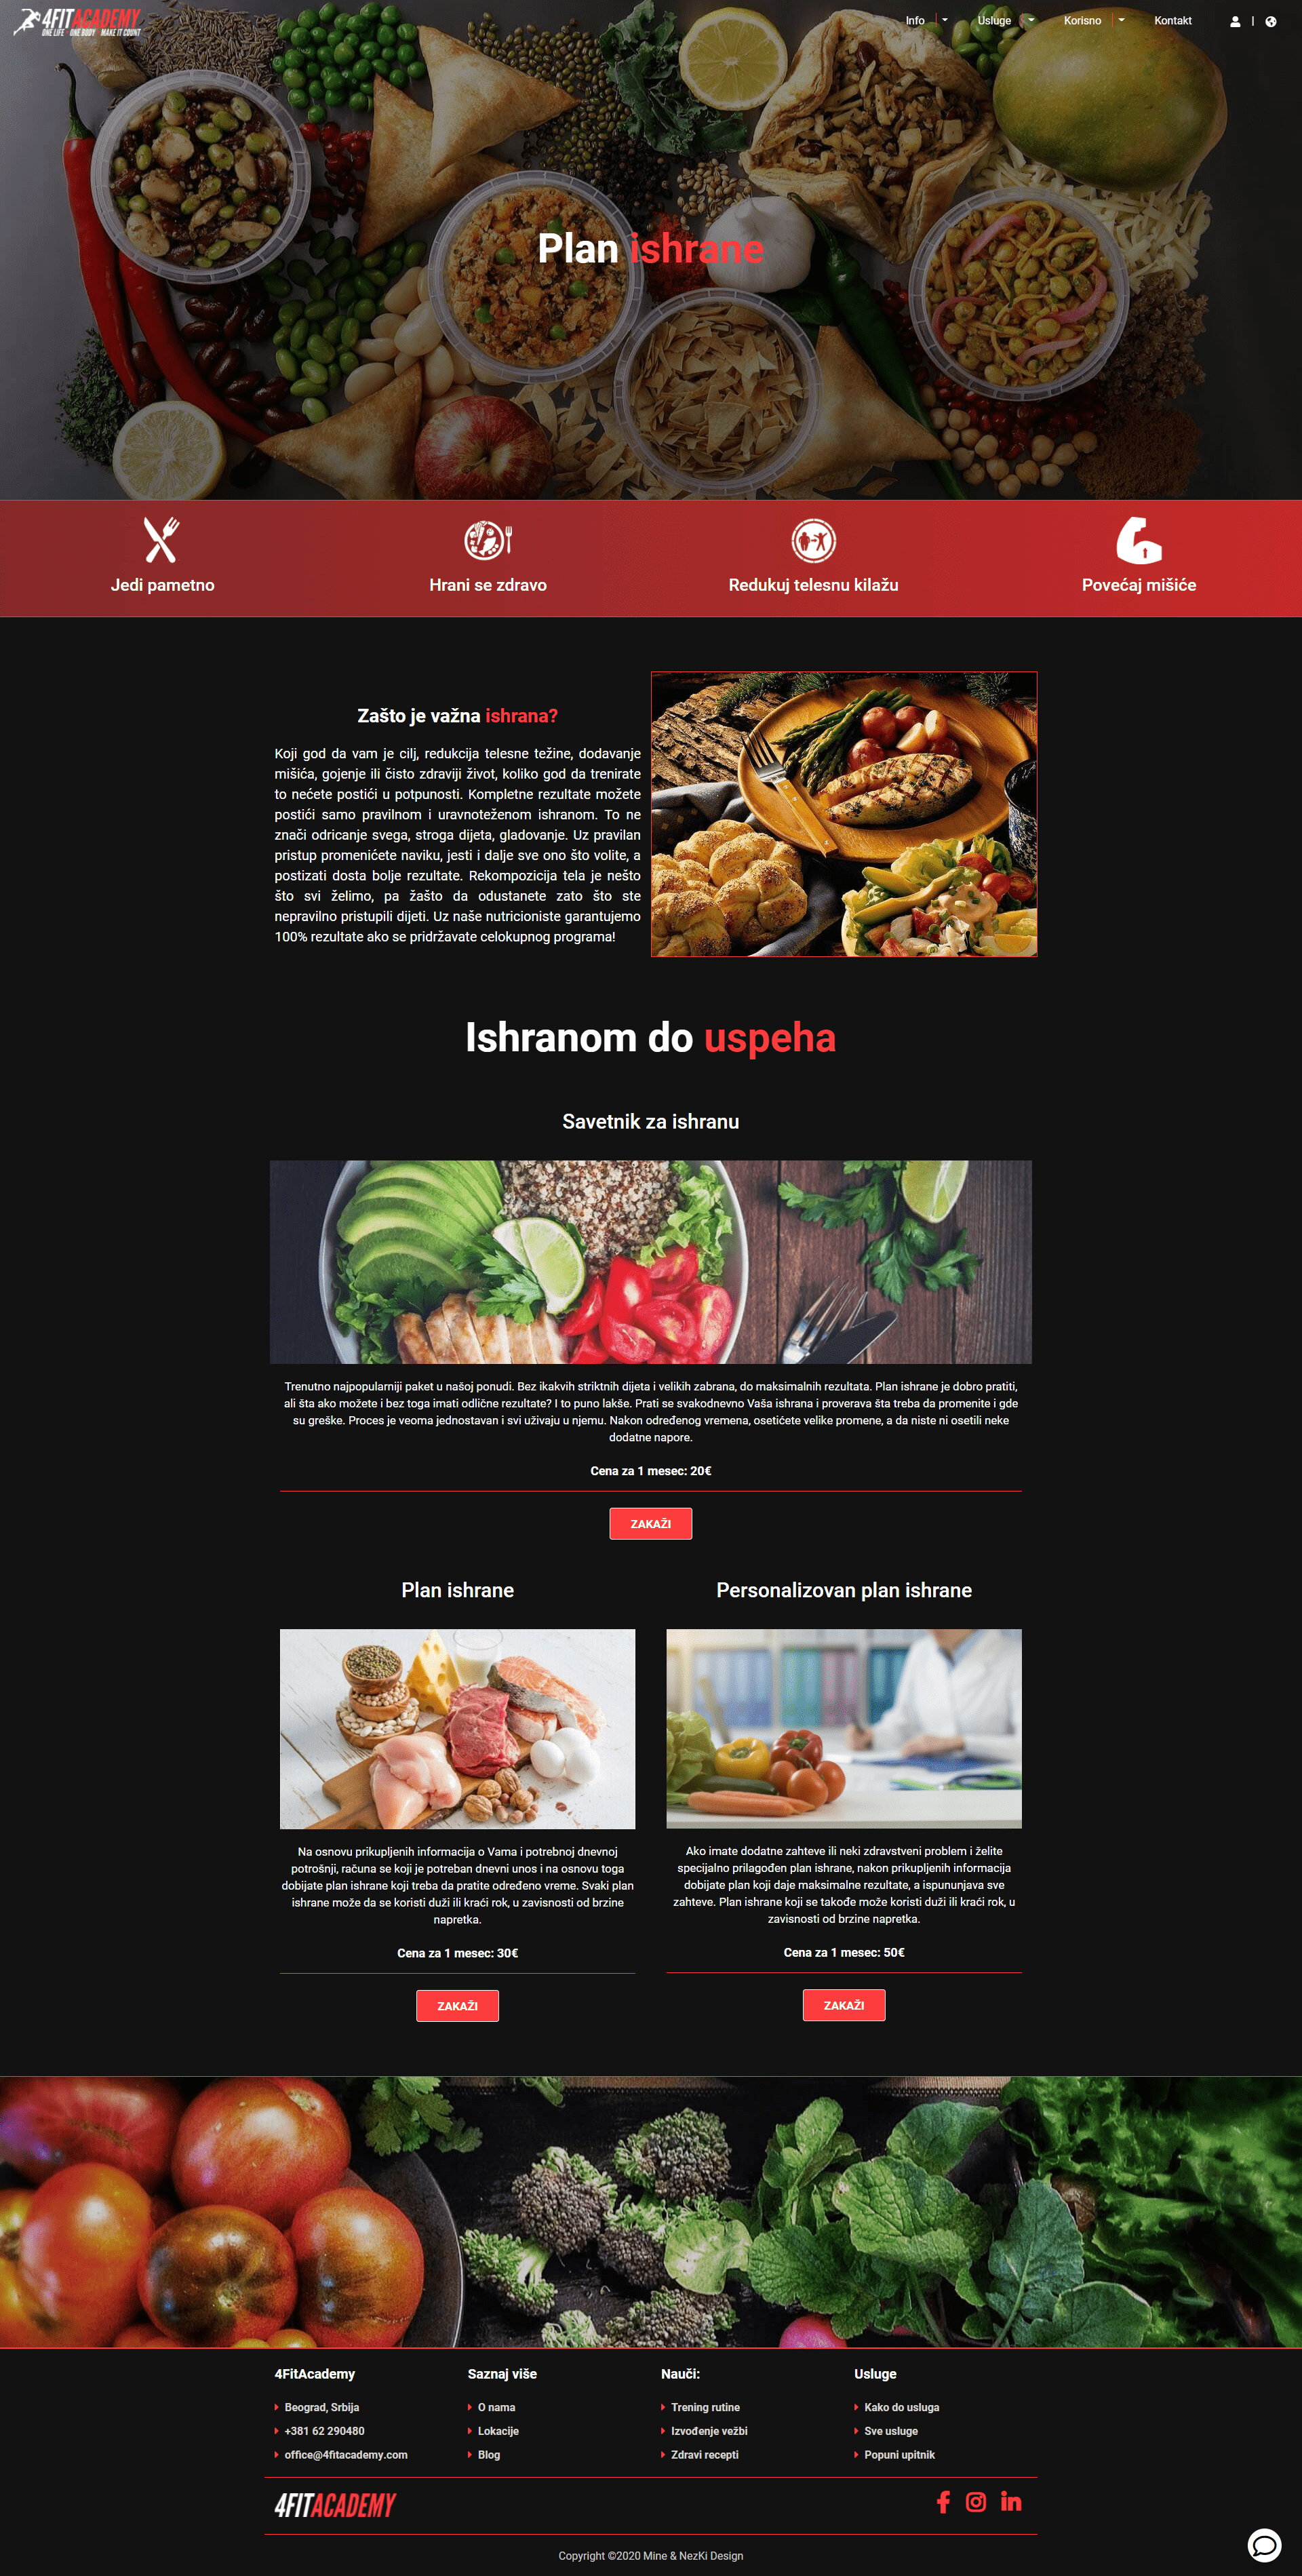 4FITACADEMY
ONE LIFE - ONE BODY - MAKE IT COUNT
Info
Usluge
Korisno
Kontakt
|
Plan ishrane
Jedi pametno
Hrani se zdravo
Redukuj telesnu kilažu
Povećaj mišiće
Zašto je važna ishrana?
Koji god da vam je cilj, redukcija telesne težine, dodavanje
mišića, gojenje ili čisto zdraviji život, koliko god da trenirate
to nećete postići u potpunosti. Kompletne rezultate možete
postići samo pravilnom i uravnoteženom ishranom. To ne
znači odricanje svega, stroga dijeta, gladovanje. Uz pravilan
pristup promenićete naviku, jesti i dalje sve ono što volite, a
postizati dosta bolje rezultate. Rekompozicija tela je nešto
što svi želimo, pa žašto da odustanete zato što ste
nepravilno pristupili dijeti. Uz naše nutricioniste garantujemo
100% rezultate ako se pridržavate celokupnog programa!
Ishranom do uspeha
Savetnik za ishranu
Trenutno najpopularniji paket u našoj ponudi. Bez ikakvih striktnih dijeta i velikih zabrana, do maksimalnih rezultata. Plan ishrane je dobro pratiti,
ali šta ako možete i bez toga imati odlične rezultate? I to puno lakše. Prati se svakodnevno Vaša ishrana i proverava šta treba da promenite i gde
su greške. Proces je veoma jednostavan i svi uživaju u njemu. Nakon određenog vremena, osetićete velike promene, a da niste ni osetili neke
dodatne napore.
Cena za 1 mesec: 20€
ZAKAŽI
Plan ishrane
Na osnovu prikupljenih informacija o Vama i potrebnoj dnevnoj
potrošnji, računa se koji je potreban dnevni unos i na osnovu toga
dobijate plan ishrane koji treba da pratite određeno vreme. Svaki plan
ishrane može da se koristi duži ili kraći rok, u zavisnosti od brzine
napretka.
Cena za 1 mesec: 30€
ZAKAŽI
Personalizovan plan ishrane
Ako imate dodatne zahteve ili neki zdravstveni problem i želite
specijalno prilagođen plan ishrane, nakon prikupljenih informacija
dobijate plan koji daje maksimalne rezultate, a ispununjava sve
zahteve. Plan ishrane koji se takođe može koristi duži ili kraći rok, u
zavisnosti od brzine napretka.
Cena za 1 mesec: 50€
ZAKAŽI
4FitAcademy
Beograd, Srbija
+381 62 290480
office@4fitacademy.com
Saznaj više
O nama
Lokacije
Blog
Nauči:
Trening rutine
Izvođenje vežbi
Zdravi recepti
Usluge
Kako do usluga
Sve usluge
Popuni upitnik
4FITACADEMY
Copyright ©2020 Mine & NezKi Design